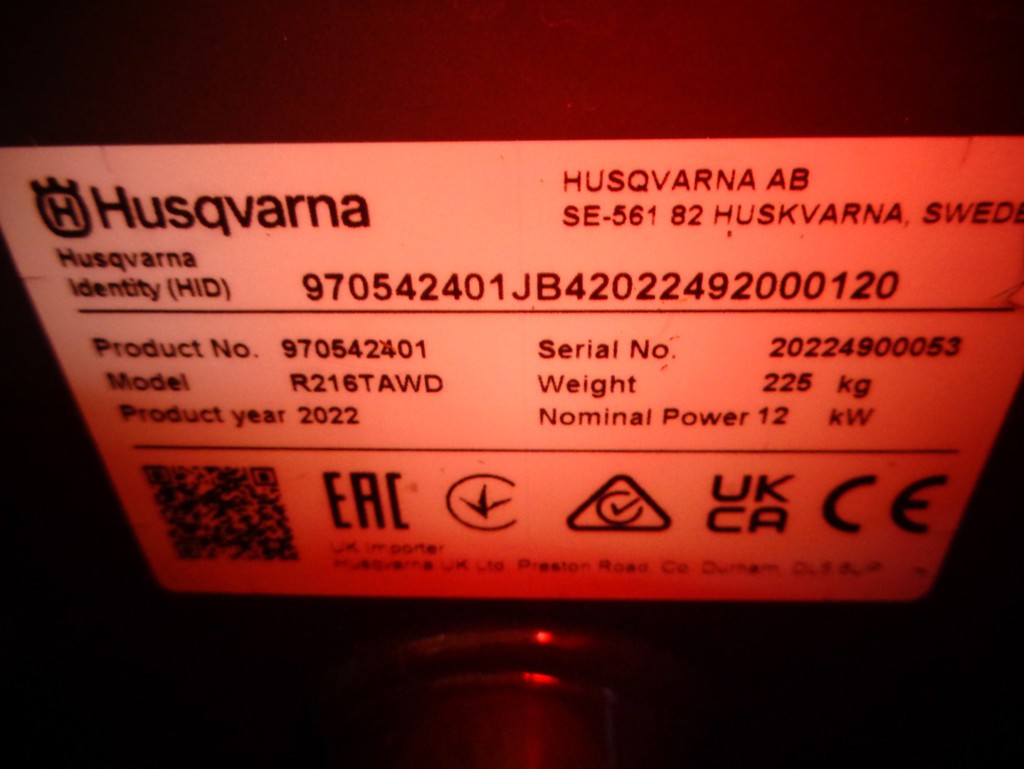 Husqvarna
HUSQVARNA AB
SE-561 82 HUSKVARNA, SWEDE
Husqvarna
Identity (HID) 970542401JB42022492000120
Product No. 970542401 Serial No. 20224900053
Model R216TAWD Weight 225 kg
Product year 2022 Nominal Power 12 kW
EAC
UK
CA
CE
UK Importer
Husqvarna UK Ltd. Preston Road, Co. Durham,